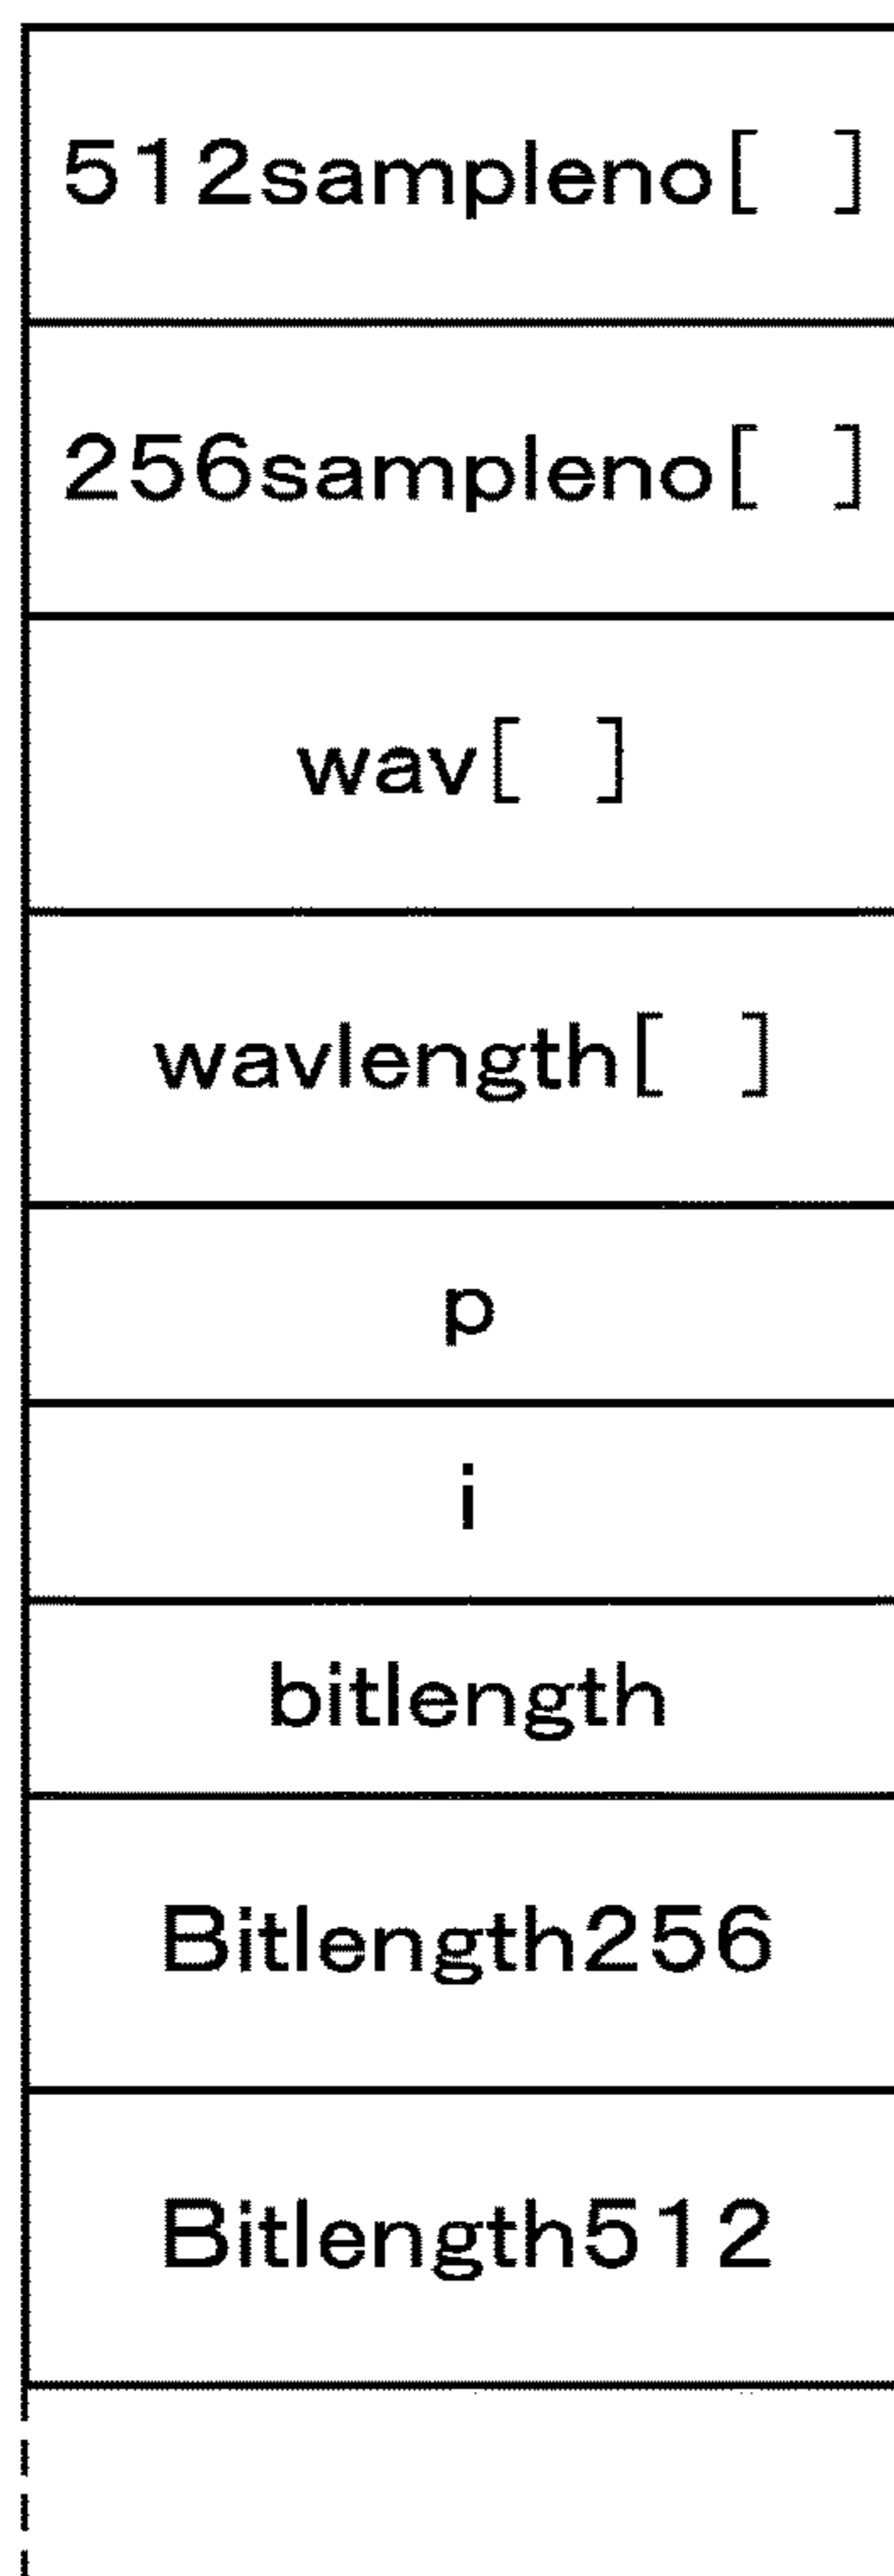 512sampleno[ ]
256sampleno[ ]
wav[ ]
wavlength[ ]
p
i
bitlength
Bitlength256
Bitlength512